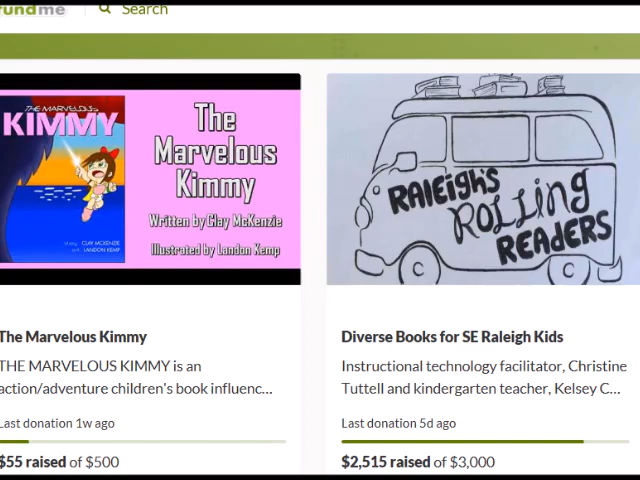 fundme
Search
THE MARVELOUS
KIMMY
story CLAY MCKENZIE
art LANDON KEMP
The
Marvelous
Kimmy
Written by Clay McKenzie
Illustrated by Landon Kemp
RALEIGH'S
ROLLING
READERS
The Marvelous Kimmy
THE MARVELOUS KIMMY is an
action/adventure children's book influenc...
Last donation 1w ago
$55 raised of $500
Diverse Books for SE Raleigh Kids
Instructional technology facilitator, Christine
Tuttell and kindergarten teacher, Kelsey C...
Last donation 5d ago
$2,515 raised of $3,000